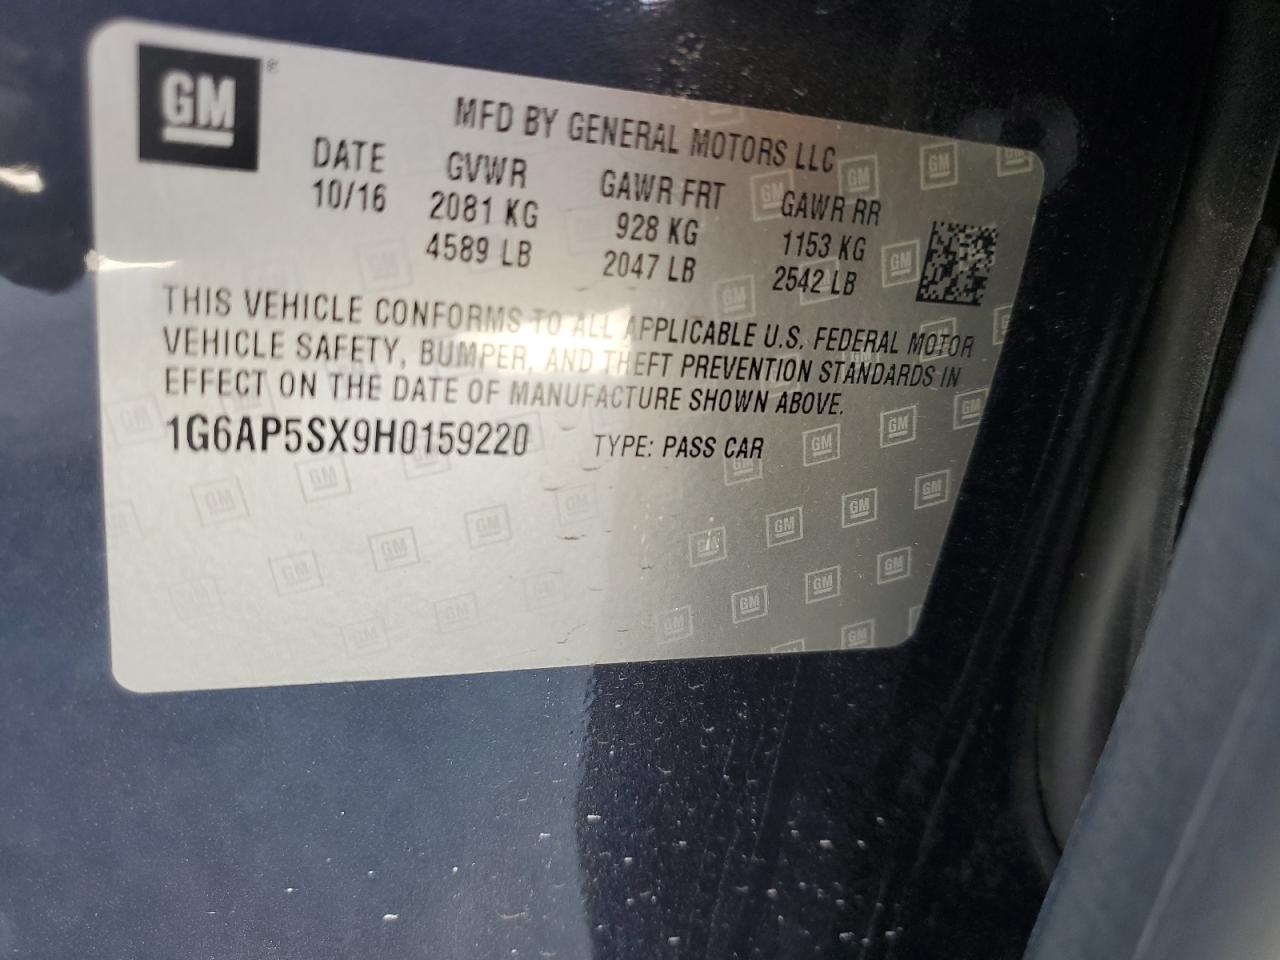 GM®
MFD BY GENERAL MOTORS LLC
DATE GVWR GAWR FRT GAWR RR
10/16 2081 KG 928 KG 1153 KG
4589 LB 2047 LB 2542 LB
THIS VEHICLE CONFORMS TO ALL APPLICABLE U.S. FEDERAL MOTOR
VEHICLE SAFETY, BUMPER, AND THEFT PREVENTION STANDARDS IN
EFFECT ON THE DATE OF MANUFACTURE SHOWN ABOVE.
1G6AP5SX9H0159220 TYPE: PASS CAR